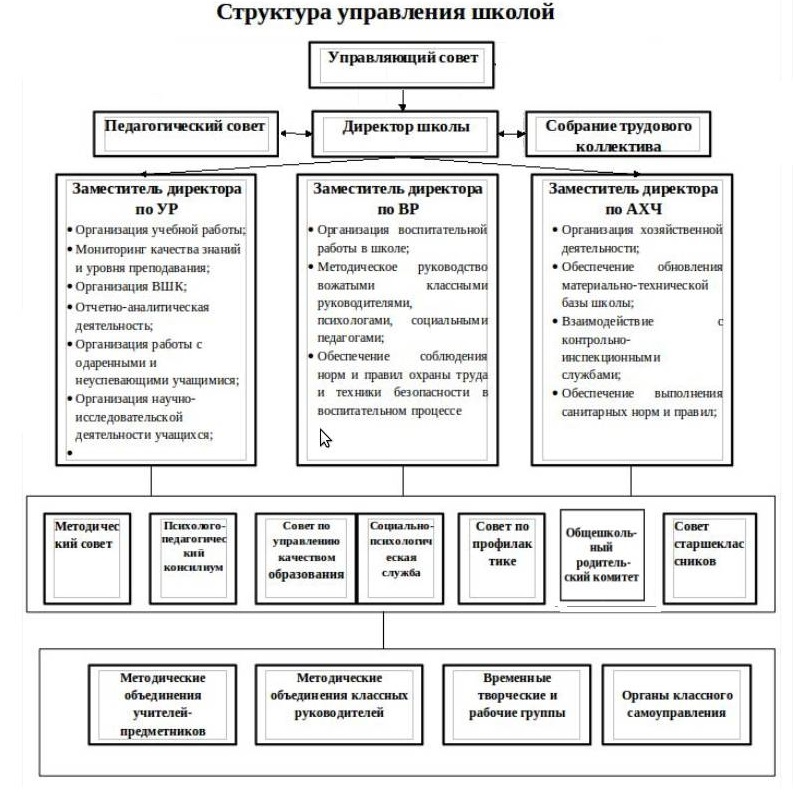 Структура управления школой
Управляющий совет
Педагогический совет
Директор школы
Собрание трудового
коллектива
Заместитель директора
по УР
• Организация учебной работы;
• Мониторинг качества знаний
и уровня преподавания;
• Организация ВШК;
• Отчетно-аналитическая
деятельность;
• Организация работы с
одаренными и
неуспевающими учащимися;
• Организация научно-
исследовательской
деятельности учащихся;
•
Заместитель директора
по ВР
• Организация воспитательной
работы в школе;
• Методическое руководство
вожатыми классными
руководителями,
психологами, социальными
педагогами;
• Обеспечение соблюдения
норм и правил охраны труда
и техники безопасности в
воспитательном процессе
Заместитель директора
по АХЧ
• Организация хозяйственной
деятельности;
• Обеспечение обновления
материально-технической
базы школы;
• Взаимодействие с
контрольно-
инспекционными
службами;
• Обеспечение выполнения
санитарных норм и правил;
Методичес
кий совет
Психолого-
педагогичес
кий
консилиум
Совет по
управлению
качеством
образования
Социально-
психологич
еская
служба
Совет по
профилак
тике
Общешколь-
ный
родитель-
ский комитет
Совет
старшеклас
сников
Методические
объединения
учителей-
предметников
Методические
объединения классных
руководителей
Временные
творческие и
рабочие группы
Органы классного
самоуправления